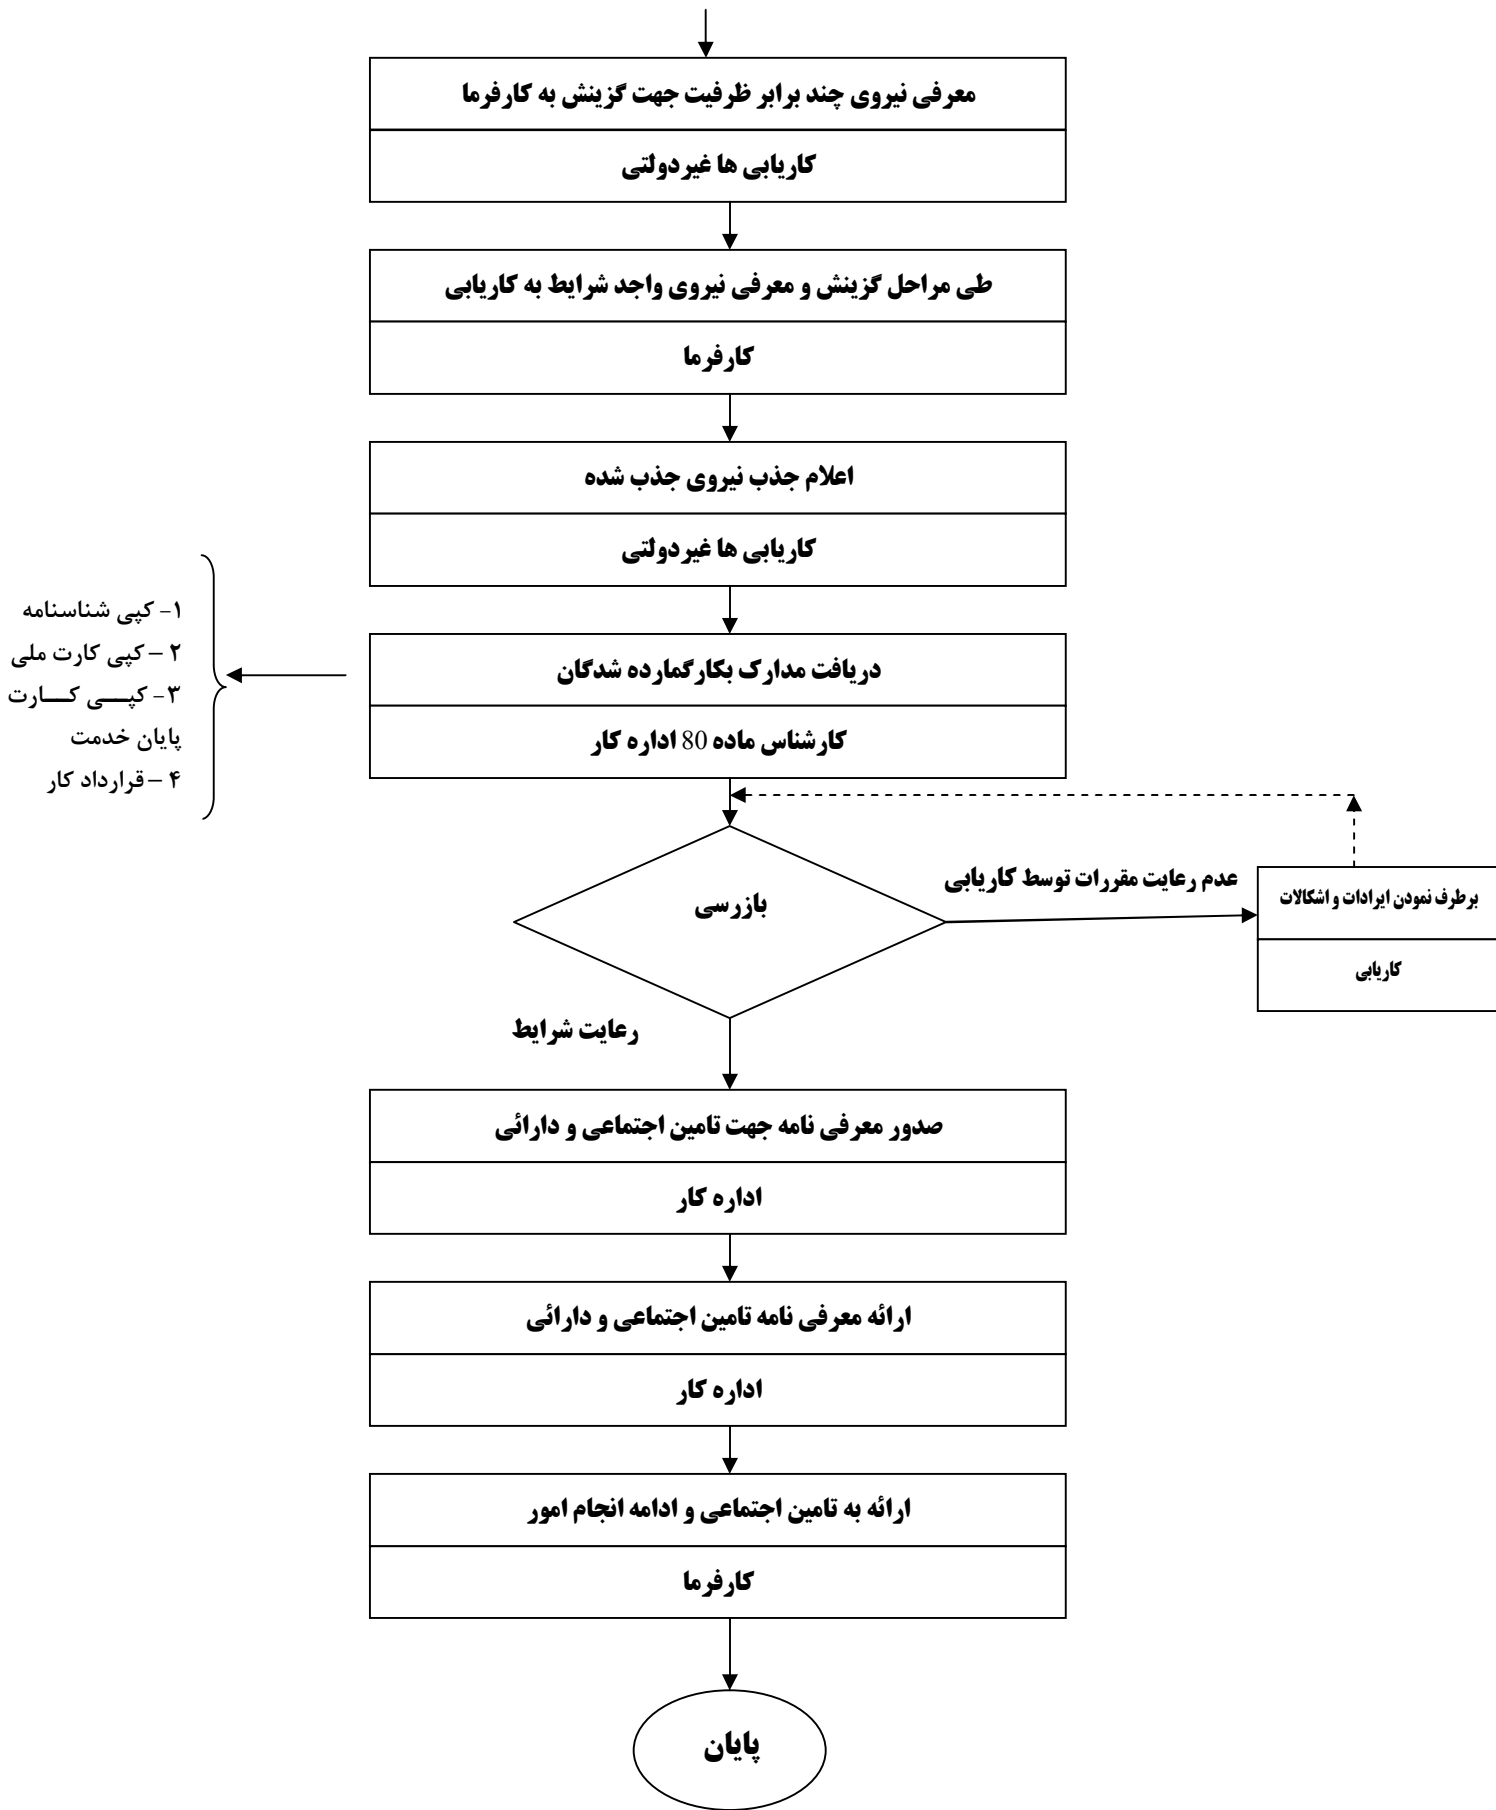 معرفی نیروی چند برابر ظرفیت جهت گزینش به کارفرما
کاریابی ها غیردولتی
طی مراحل گزینش و معرفی نیروی واجد شرایط به کاریابی
کارفرما
اعلام جذب نیروی جذب شده
کاریابی ها غیردولتی
دریافت مدارک بکارگمارده شدگان
کارشناس ماده 80 اداره کار
۱- کپی شناسنامه
۲ – کپی کارت ملی
۳- کپی کارت
پایان خدمت
۴ – قرارداد کار
بازرسی
عدم رعایت مقررات توسط کاریابی
برطرف نمودن ایرادات و اشکالات
کاریابی
رعایت شرایط
صدور معرفی نامه جهت تامین اجتماعی و دارائی
اداره کار
ارائه معرفی نامه تامین اجتماعی و دارائی
اداره کار
ارائه به تامین اجتماعی و ادامه انجام امور
کارفرما
پایان